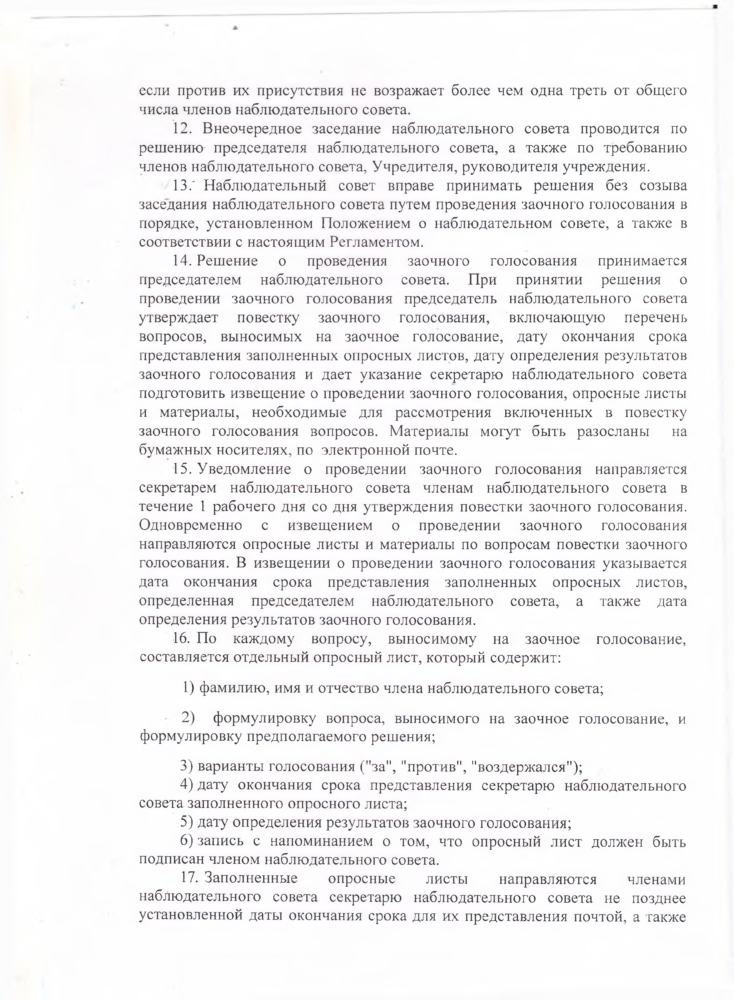 если против их присутствия не возражает более чем одна треть от общего
числа членов наблюдательного совета.
12. Внеочередное заседание наблюдательного совета проводится по
решению председателя наблюдательного совета, а также по требованию
членов наблюдательного совета, Учредителя, руководителя учреждения.
13. Наблюдательный совет вправе принимать решения без созыва
заседания наблюдательного совета путем проведения заочного голосования в
порядке, установленном Положением о наблюдательном совете, а также в
соответствии с настоящим Регламентом.
14. Решение о проведения заочного голосования принимается
председателем наблюдательного совета. При принятии решения о
проведении заочного голосования председатель наблюдательного совета
утверждает повестку заочного голосования, включающую перечень
вопросов, выносимых на заочное голосование, дату окончания срока
представления заполненных опросных листов, дату определения результатов
заочного голосования и дает указание секретарю наблюдательного совета
подготовить извещение о проведении заочного голосования, опросные листы
и материалы, необходимые для рассмотрения включенных в повестку
заочного голосования вопросов. Материалы могут быть разосланы на
бумажных носителях, по электронной почте.
15. Уведомление о проведении заочного голосования направляется
секретарем наблюдательного совета членам наблюдательного совета в
течение 1 рабочего дня со дня утверждения повестки заочного голосования.
Одновременно с извещением о проведении заочного голосования
направляются опросные листы и материалы по вопросам повестки заочного
голосования. В извещении о проведении заочного голосования указывается
дата окончания срока представления заполненных опросных листов,
определенная председателем наблюдательного совета, а также дата
определения результатов заочного голосования.
16. По каждому вопросу, выносимому на заочное голосование,
составляется отдельный опросный лист, который содержит:
1) фамилию, имя и отчество члена наблюдательного совета;
2) формулировку вопроса, выносимого на заочное голосование, и
формулировку предполагаемого решения;
3) варианты голосования ("за", "против", "воздержался");
4) дату окончания срока представления секретарю наблюдательного
совета заполненного опросного листа;
5) дату определения результатов заочного голосования;
6) запись с напоминанием о том, что опросный лист должен быть
подписан членом наблюдательного совета.
17. Заполненные опросные листы направляются членами
наблюдательного совета секретарю наблюдательного совета не позднее
установленной даты окончания срока для их представления почтой, а также